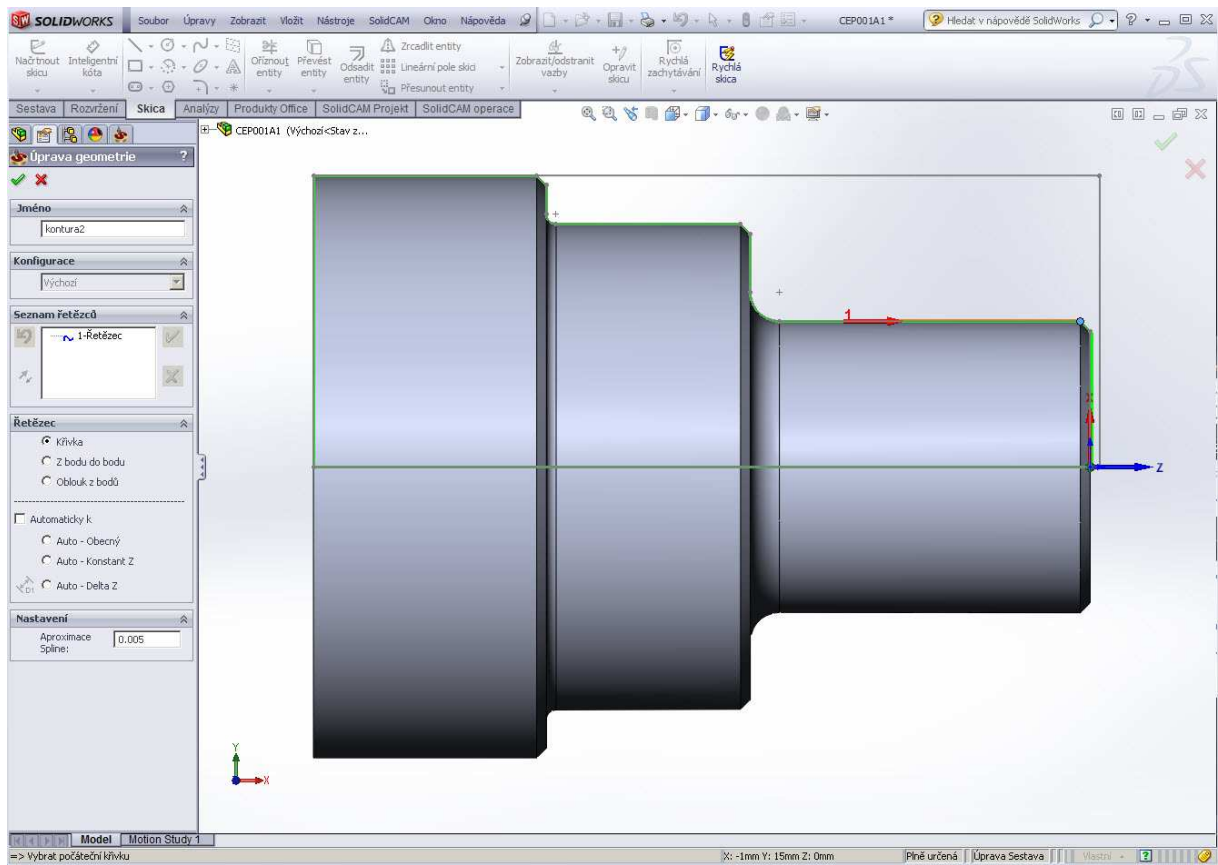 SOLIDWORKS Soubor Úpravy Zobrazit Vložit Nástroje SolidCAM Okno Nápověda CEP001A1 * Hledat v nápovědě SolidWorks
Načrtnout skicu
Inteligentní kóta
Oříznout entity
Převést entity
Odsadit entity
Zrcadlit entity
Lineární pole skici
Přesunout entity
Zobrazit/odstranit vazby
Opravit skicu
Rychlá zachytávání
Rychlá skica
Sestava Rozvržení Skica Analýzy Produkty Office SolidCAM Projekt SolidCAM operace
CEP001A1 (Výchozí<Stav z...
Úprava geometrie ?
Jméno
kontura2
Konfigurace
Výchozí
Seznam řetězců
1-Řetězec
Řetězec
Křivka
Z bodu do bodu
Oblouk z bodů
Automaticky k
Auto - Obecný
Auto - Konstant Z
Auto - Delta Z
Nastavení
Aproximace Spline: 0.005
1
X
Z
Y
X
Model Motion Study 1
=> Vybrat počáteční křivku X: -1mm Y: 15mm Z: 0mm Plně určená Úprava Sestava Vlastní